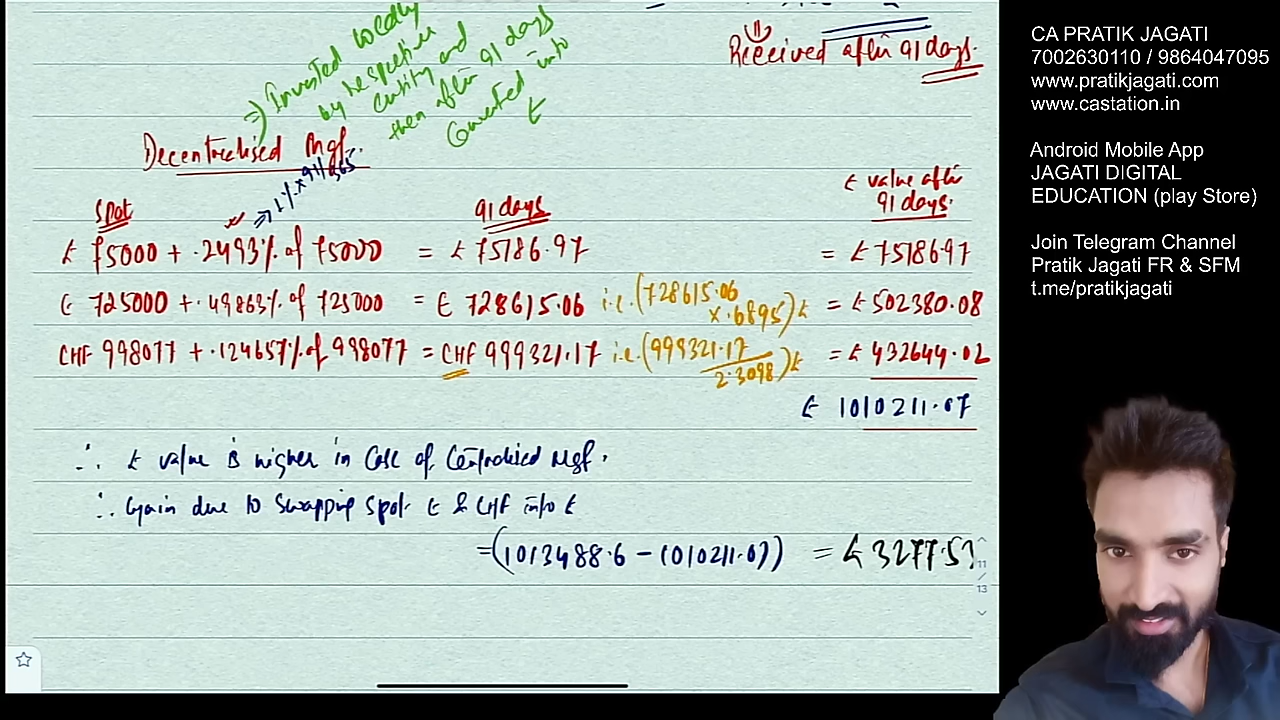 Received after 91 days.
=) Invested locally
by respective
entity and
then after 91 days
Converted into
£
Decentralised Mgt.
=> 1% × 91/365
Spot
91 days
£ value after
91 days.
£ 75000 + .2493% of 75000 = £ 75186.97 = £ 75186.97
€ 725000 + .49863% of 725000 = € 728615.06 i.e. (728615.06 × .6895) £ = £ 502380.08
CHF 998077 + .124657% of 998077 = CHF 999321.17 i.e. (999321.17 / 2.3098) £ = £ 432644.02
£ 1010211.07
∴ £ value is higher in Case of Centralised Mgt.
∴ Gain due to Swapping Spot € & CHF into £
= (1013488.6 - 1010211.07) = £ 3277.53
11
/
13
CA PRATIK JAGATI
7002630110 / 9864047095
www.pratikjagati.com
www.castation.in
Android Mobile App
JAGATI DIGITAL
EDUCATION (play Store)
Join Telegram Channel
Pratik Jagati FR & SFM
t.me/pratikjagati